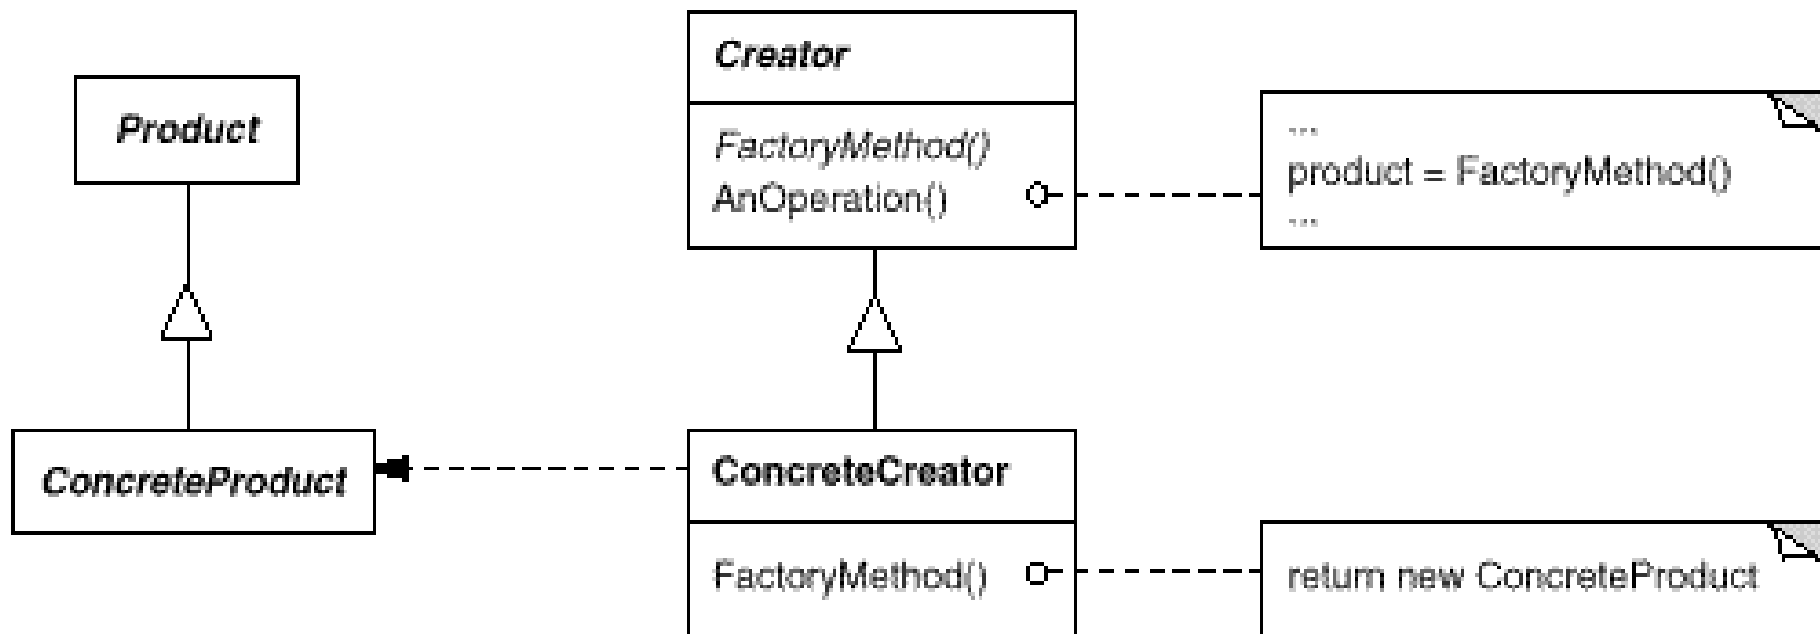 Product
ConcreteProduct
Creator
FactoryMethod()
AnOperation()
...
product = FactoryMethod()
...
ConcreteCreator
FactoryMethod()
return new ConcreteProduct